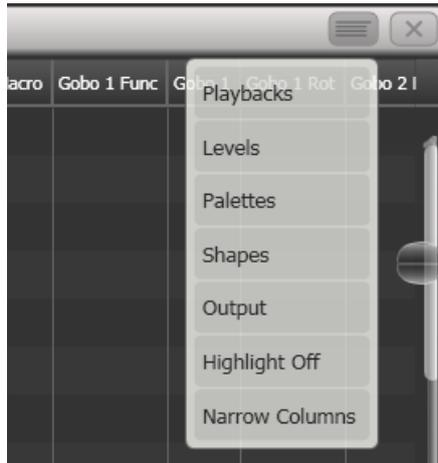 lacro Gobo 1 Func Gobo 1 Gobo 1 Rot Gobo 2 I
Playbacks
Levels
Palettes
Shapes
Output
Highlight Off
Narrow Columns